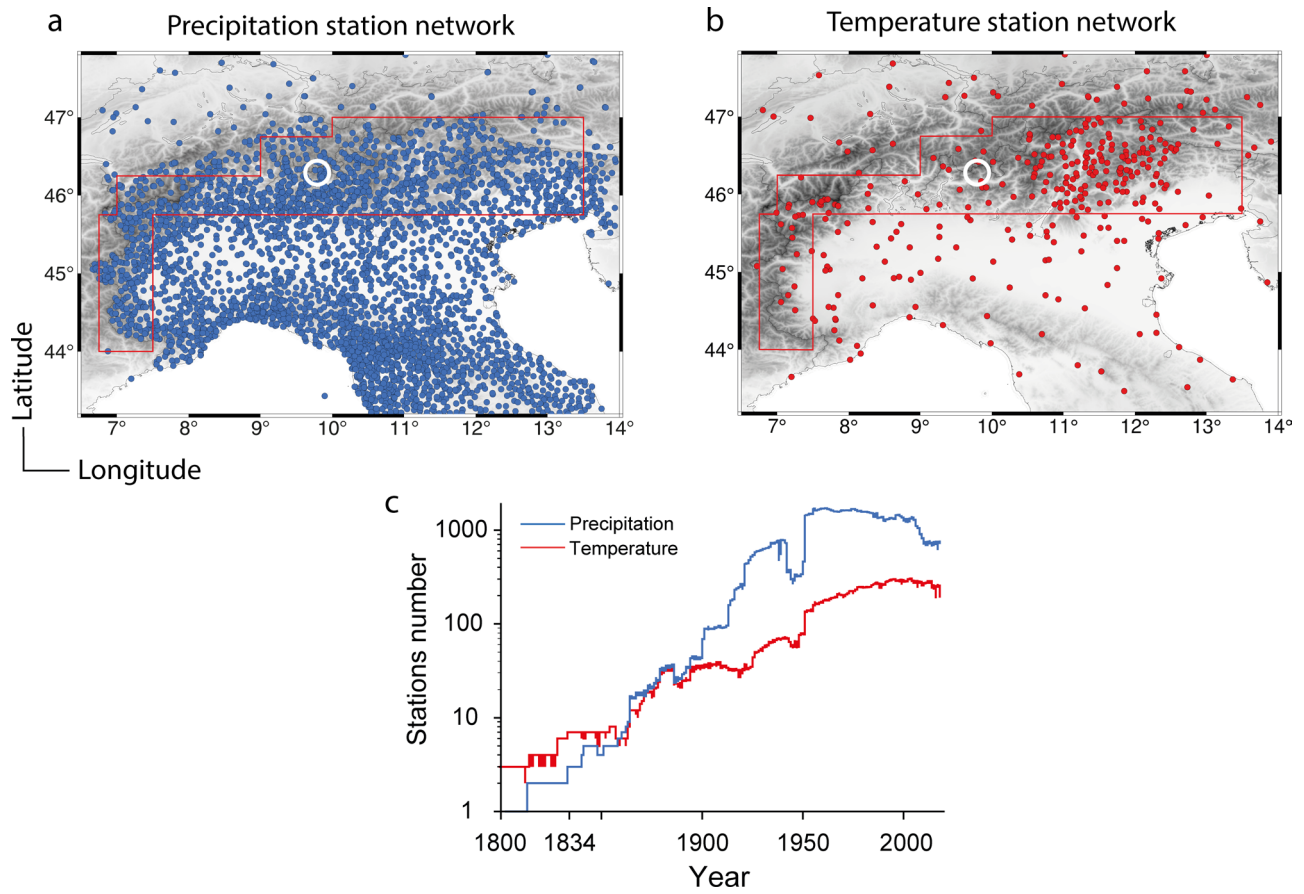 a Precipitation station network
47°
46°
45°
44°
7° 8° 9° 10° 11° 12° 13° 14°
Latitude
Longitude
b Temperature station network
47°
46°
45°
44°
7° 8° 9° 10° 11° 12° 13° 14°
c
Precipitation
Temperature
1000
100
10
1
Stations number
1800 1834 1900 1950 2000
Year